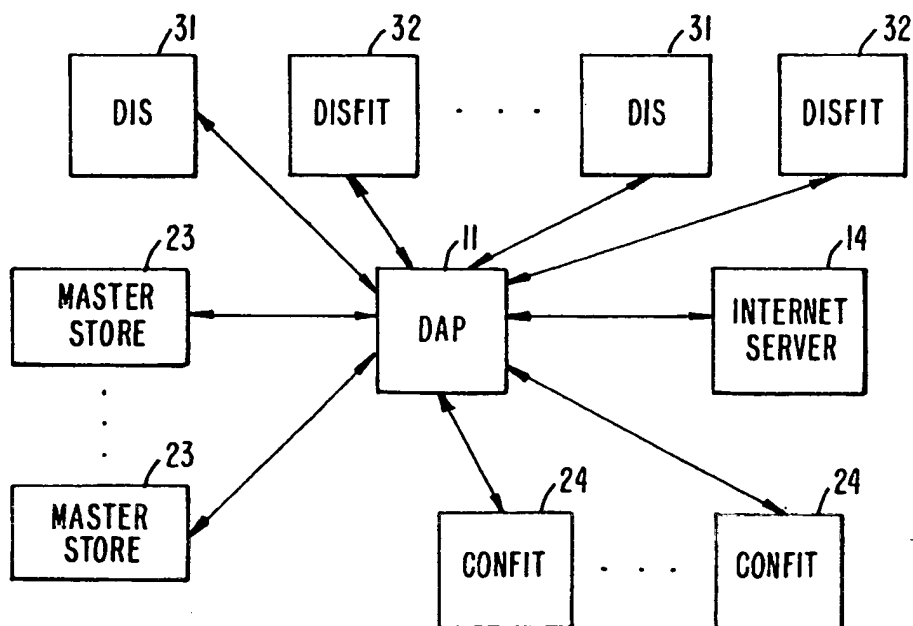 31 32 31 32
DIS DISFIT . . . DIS DISFIT
23 11 14
MASTER STORE DAP INTERNET SERVER
.
.
.
23
MASTER STORE
24 24
CONFIT . . . CONFIT